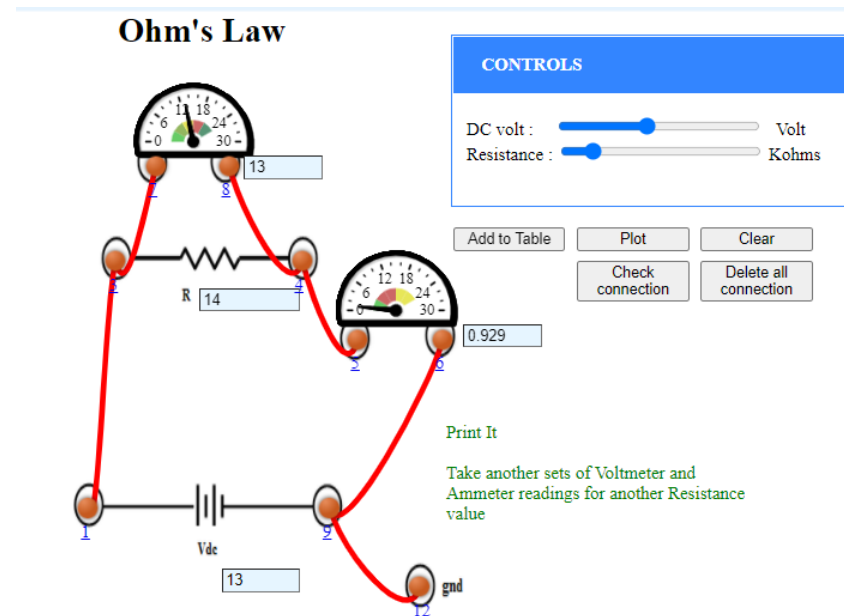 Ohm's Law
CONTROLS
DC volt : Volt
Resistance : Kohms
Add to Table Plot Clear
Check connection Delete all connection
0 6 12 18 24 30
13
7 8
3 4
R 14
0 6 12 18 24 30
0.929
5 6
Print It
Take another sets of Voltmeter and
Ammeter readings for another Resistance
value
1 9
Vdc
13
gnd
12